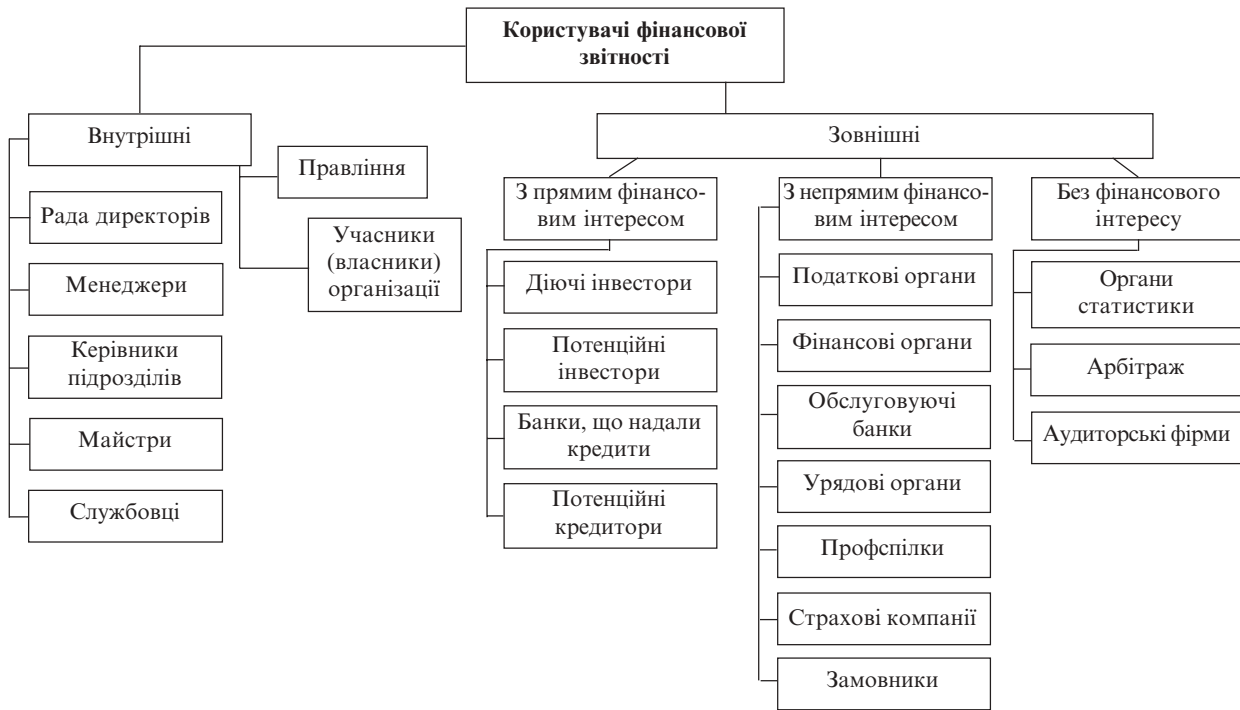 Користувачі фінансової
звітності
Внутрішні
Правління
Рада директорів
Учасники
(власники)
організації
Менеджери
Керівники
підрозділів
Майстри
Службовці
Зовнішні
З прямим фінансо-
вим інтересом
Діючі інвестори
Потенційні
інвестори
Банки, що надали
кредити
Потенційні
кредитори
З непрямим фінансо-
вим інтересом
Податкові органи
Фінансові органи
Обслуговуючі
банки
Урядові органи
Профспілки
Страхові компанії
Замовники
Без фінансового
інтересу
Органи
статистики
Арбітраж
Аудиторські фірми